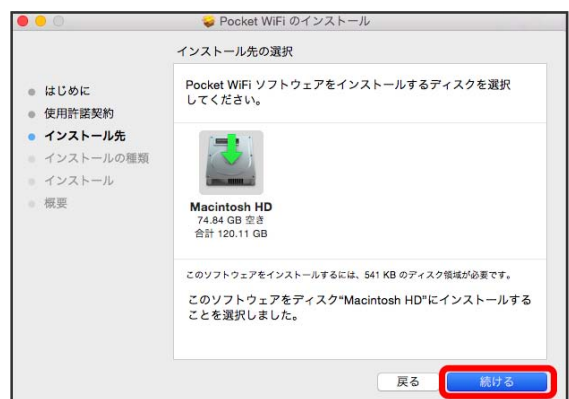 Pocket WiFi のインストール
インストール先の選択
はじめに
使用許諾契約
インストール先
インストールの種類
インストール
概要
Pocket WiFi ソフトウェアをインストールするディスクを選択
してください。
Macintosh HD
74.84 GB 空き
合計 120.11 GB
このソフトウェアをインストールするには、541 KB のディスク領域が必要です。
このソフトウェアをディスク“Macintosh HD”にインストールする
ことを選択しました。
戻る
続ける